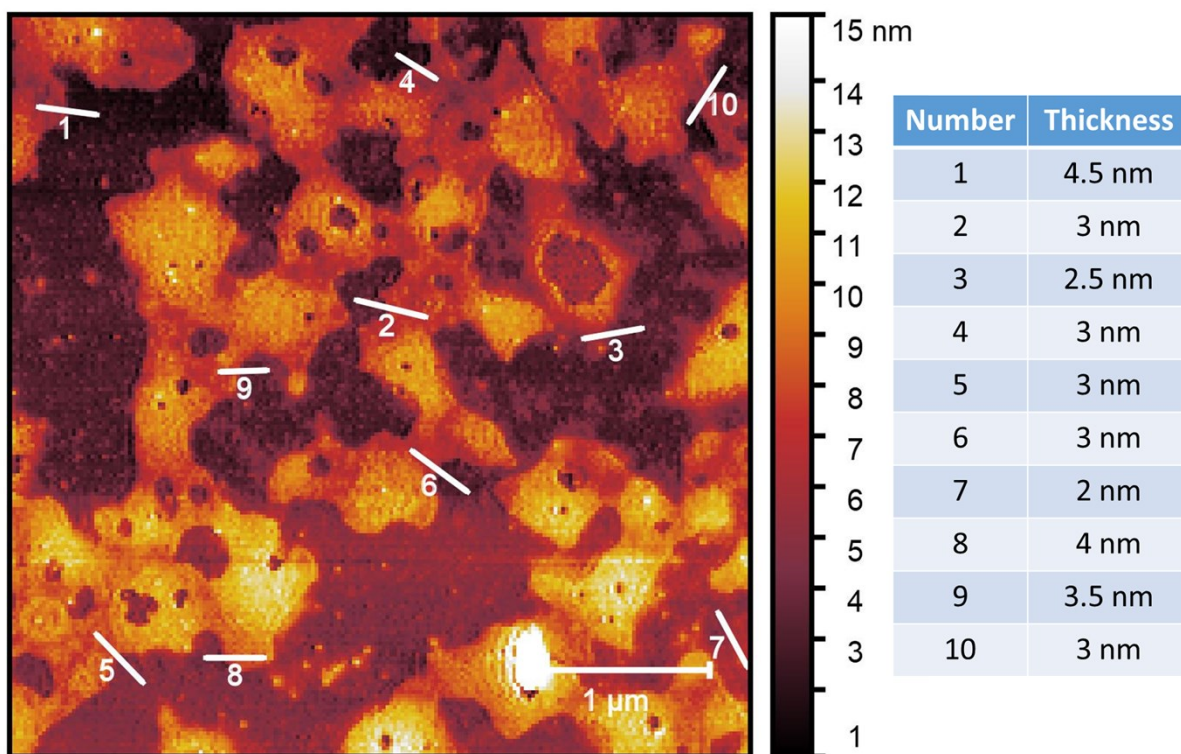 4
10
1
2
3
9
6
5
8
7
1 μm
15 nm
14
13
12
11
10
9
8
7
6
5
4
3
1
Number Thickness
1 4.5 nm
2 3 nm
3 2.5 nm
4 3 nm
5 3 nm
6 3 nm
7 2 nm
8 4 nm
9 3.5 nm
10 3 nm